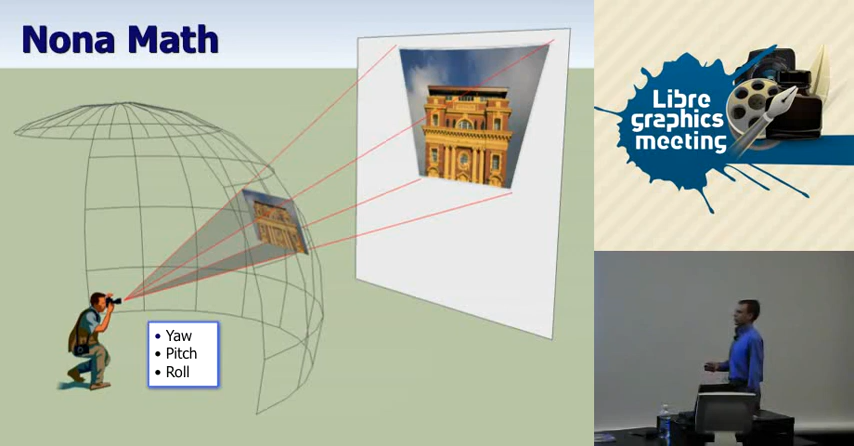 Nona Math
• Yaw
• Pitch
• Roll
Libre
graphics
meeting